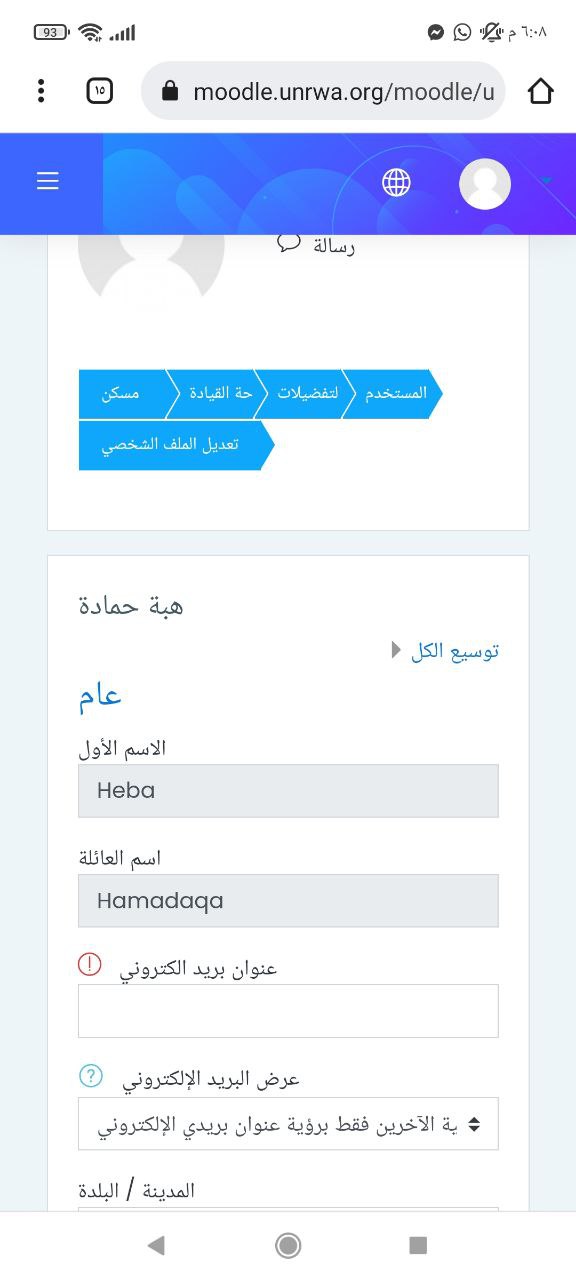 93
٦:٠٨ م
١٥
moodle.unrwa.org/moodle/u
رسالة
مسكن
حة القيادة
لتفضيلات
المستخدم
تعديل الملف الشخصي
هبة حمادة
توسيع الكل
عام
الاسم الأول
Heba
اسم العائلة
Hamadaqa
عنوان بريد الكتروني
عرض البريد الإلكتروني
ية الآخرين فقط برؤية عنوان بريدي الإلكتروني
المدينة / البلدة